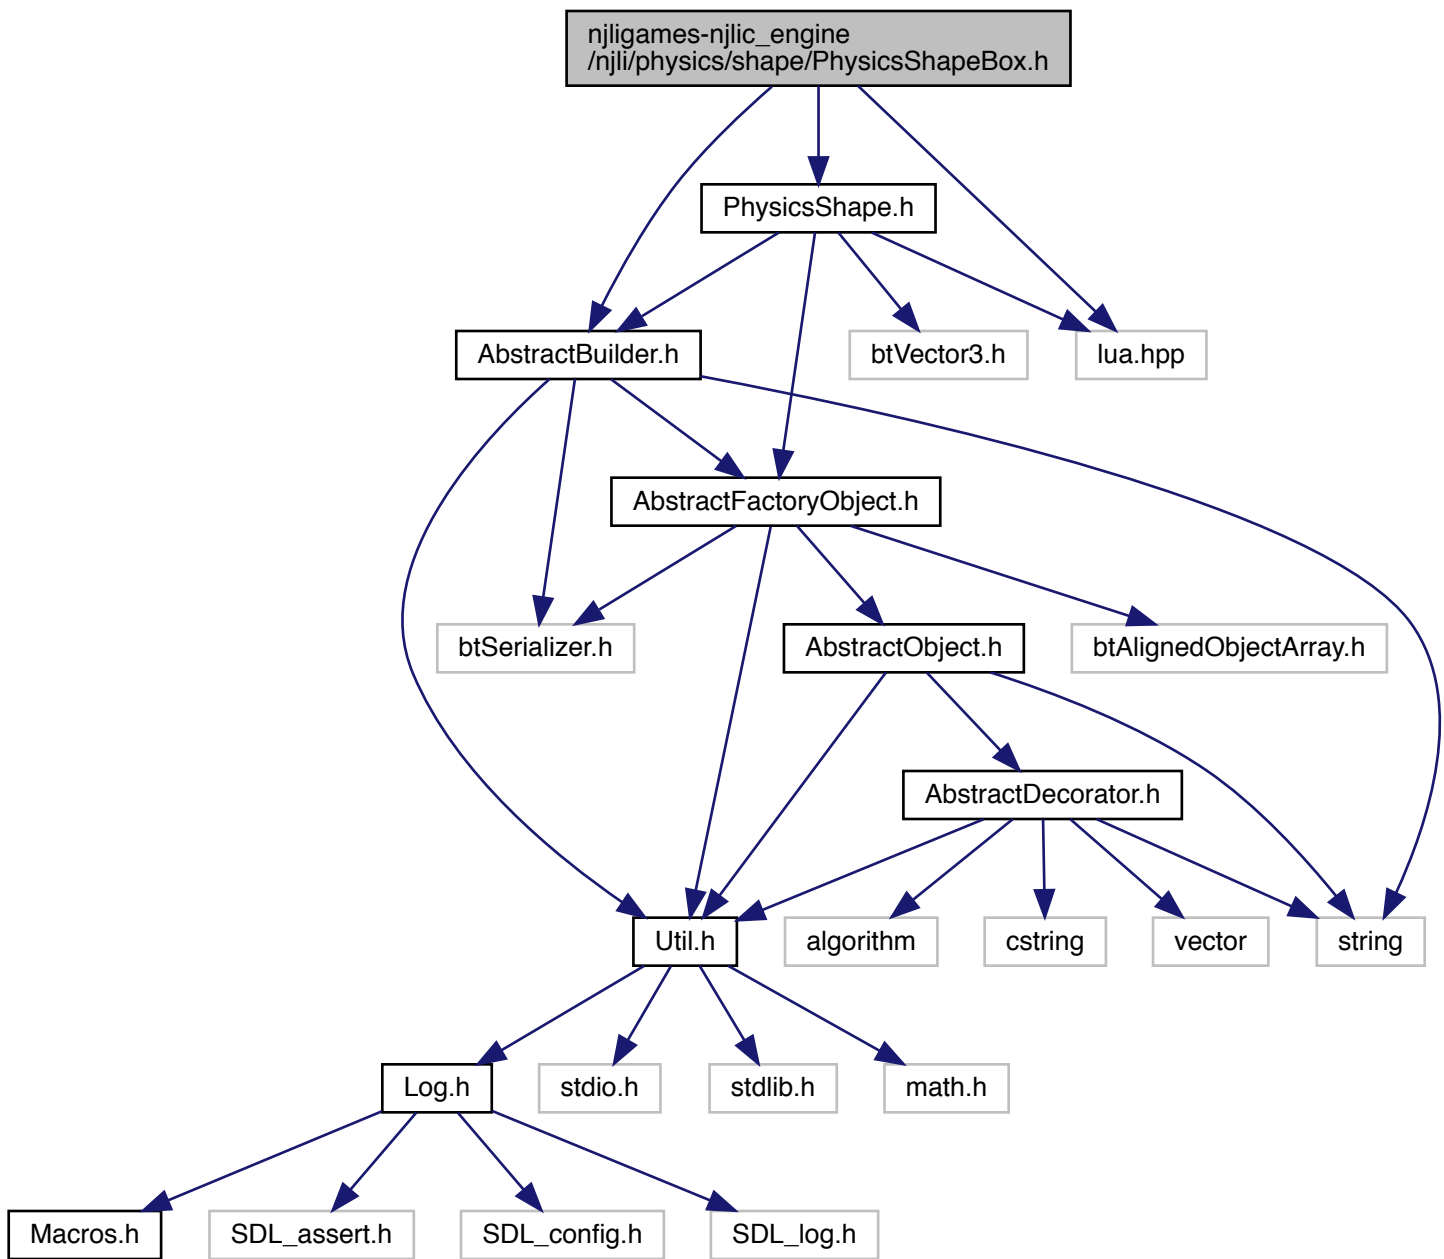 njligames-njlic_engine
/njli/physics/shape/PhysicsShapeBox.h
PhysicsShape.h
AbstractBuilder.h
btVector3.h
lua.hpp
AbstractFactoryObject.h
btSerializer.h
AbstractObject.h
btAlignedObjectArray.h
AbstractDecorator.h
Util.h
algorithm
cstring
vector
string
Log.h
stdio.h
stdlib.h
math.h
Macros.h
SDL_assert.h
SDL_config.h
SDL_log.h